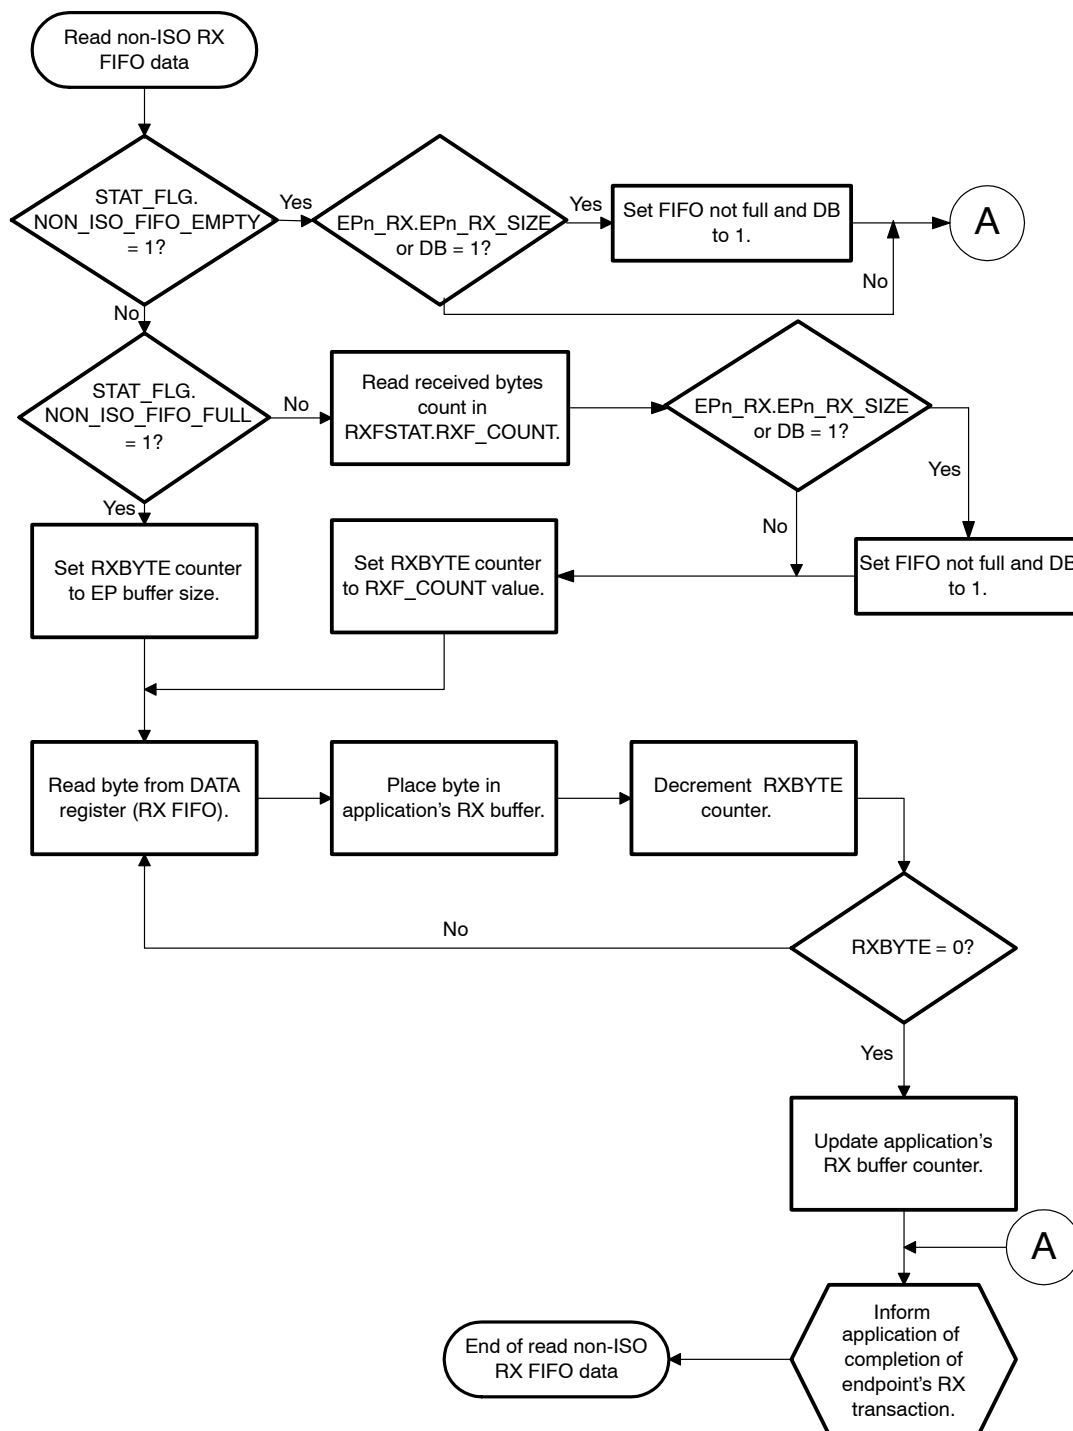 Read non-ISO RX
FIFO data
STAT_FLG.
NON_ISO_FIFO_EMPTY
= 1?
Yes
EPn_RX.EPn_RX_SIZE
or DB = 1?
Yes
Set FIFO not full and DB
to 1.
A
No
No
STAT_FLG.
NON_ISO_FIFO_FULL
= 1?
No
Read received bytes
count in
RXFSTAT.RXF_COUNT.
EPn_RX.EPn_RX_SIZE
or DB = 1?
Yes
No
Yes
Set RXBYTE counter
to EP buffer size.
Set RXBYTE counter
to RXF_COUNT value.
Set FIFO not full and DB
to 1.
Read byte from DATA
register (RX FIFO).
Place byte in
application’s RX buffer.
Decrement RXBYTE
counter.
No
RXBYTE = 0?
Yes
Update application’s
RX buffer counter.
A
Inform
application of
completion of
endpoint’s RX
transaction.
End of read non-ISO
RX FIFO data